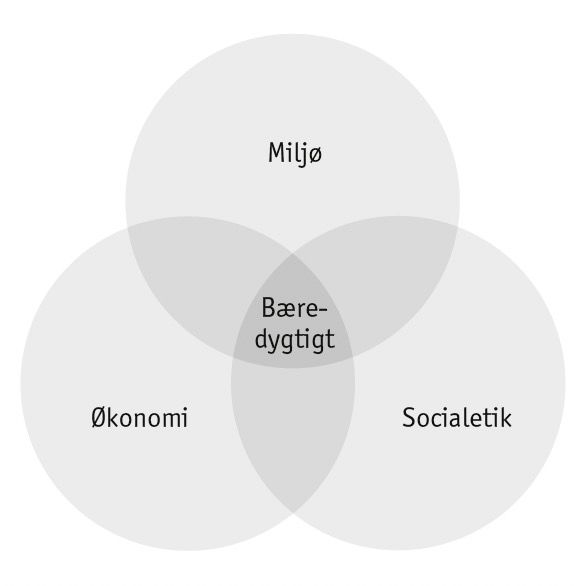 Miljø
Bære-
dygtigt
Økonomi
Socialetik